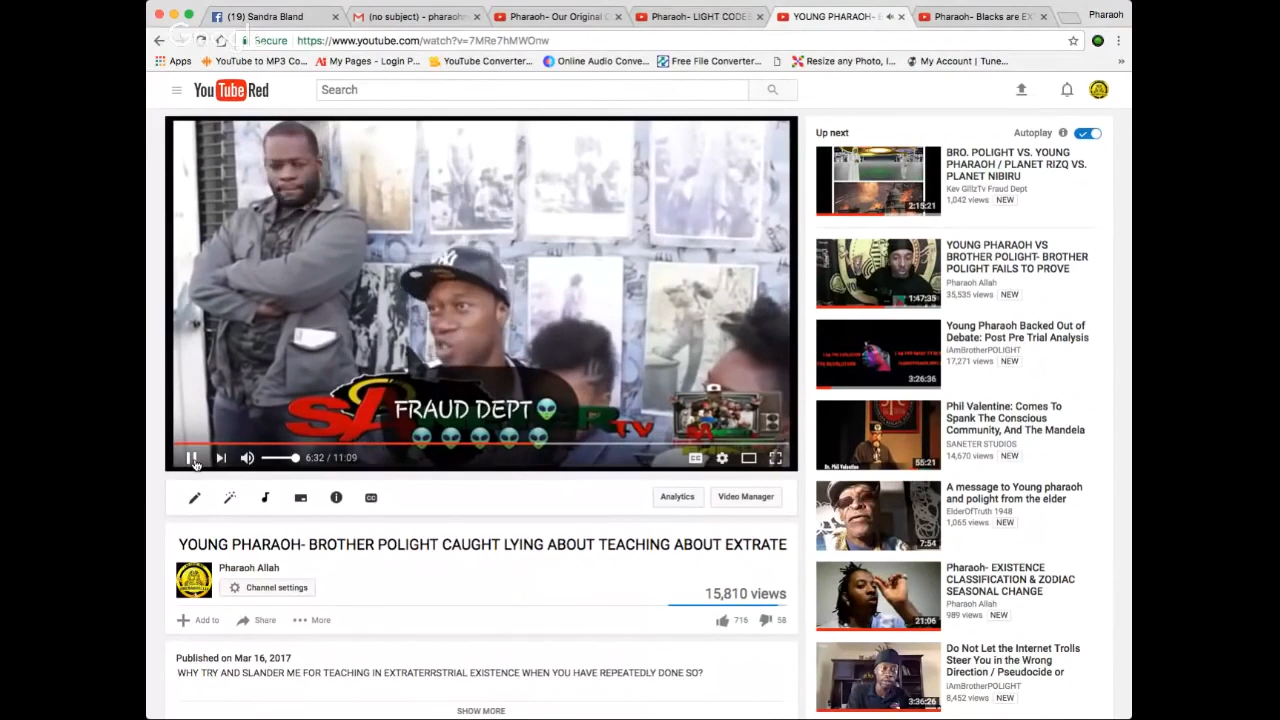 (19) Sandra Bland
(no subject) - pharaohm
Pharaoh- Our Original C
Pharaoh- LIGHT CODES
YOUNG PHARAOH- E
Pharaoh- Blacks are EX
Pharaoh
Secure
https://www.youtube.com/watch?v=7MRe7hMWOnw
Apps
YouTube to MP3 Co...
My Pages - Login P...
YouTube Converter...
Online Audio Conve...
Free File Converter...
Resize any Photo, I...
My Account | Tune...
»
YouTube Red
Search
FRAUD DEPT
TV
6:32 / 11:09
Analytics
Video Manager
YOUNG PHARAOH- BROTHER POLIGHT CAUGHT LYING ABOUT TEACHING ABOUT EXTRATE
Pharaoh Allah
Channel settings
15,810 views
Add to
Share
More
716
58
Published on Mar 16, 2017
WHY TRY AND SLANDER ME FOR TEACHING IN EXTRATERRSTRIAL EXISTENCE WHEN YOU HAVE REPEATEDLY DONE SO?
SHOW MORE
Up next
Autoplay
BRO. POLIGHT VS. YOUNG
PHARAOH / PLANET RIZQ VS.
PLANET NIBIRU
Kev GillzTv Fraud Dept
1,042 views NEW
2:15:21
YOUNG PHARAOH VS
BROTHER POLIGHT- BROTHER
POLIGHT FAILS TO PROVE
Pharaoh Allah
35,535 views NEW
1:47:35
Young Pharaoh Backed Out of
Debate: Post Pre Trial Analysis
iAmBrotherPOLIGHT
17,271 views NEW
3:26:36
Phil Valentine: Comes To
Spank The Conscious
Community, And The Mandela
SANETER STUDIOS
14,670 views NEW
Dr. Phil Valentine
55:21
A message to Young pharaoh
and polight from the elder
ElderOfTruth 1948
1,065 views NEW
7:54
Pharaoh- EXISTENCE
CLASSIFICATION & ZODIAC
SEASONAL CHANGE
Pharaoh Allah
989 views NEW
21:06
Do Not Let the Internet Trolls
Steer You in the Wrong
Direction / Pseudocide or
iAmBrotherPOLIGHT
8,452 views NEW
3:36:26